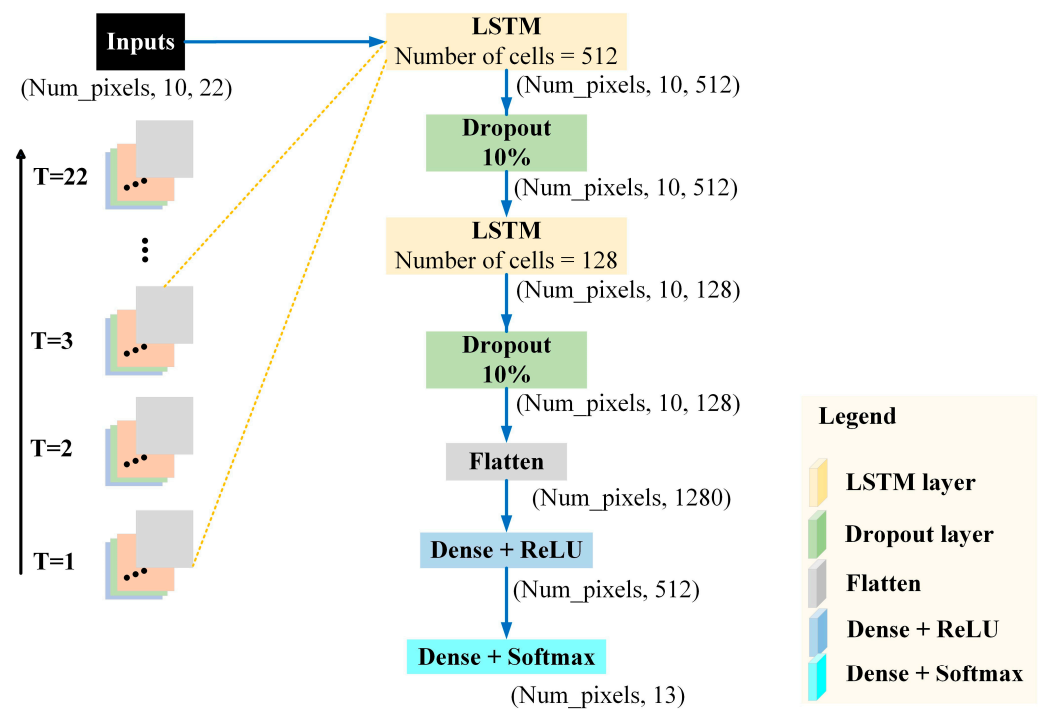 Inputs
(Num_pixels, 10, 22)
T=22
T=3
T=2
T=1
LSTM
Number of cells = 512
(Num_pixels, 10, 512)
Dropout
10%
(Num_pixels, 10, 512)
LSTM
Number of cells = 128
(Num_pixels, 10, 128)
Dropout
10%
(Num_pixels, 10, 128)
Flatten
(Num_pixels, 1280)
Dense + ReLU
(Num_pixels, 512)
Dense + Softmax
(Num_pixels, 13)
Legend
LSTM layer
Dropout layer
Flatten
Dense + ReLU
Dense + Softmax